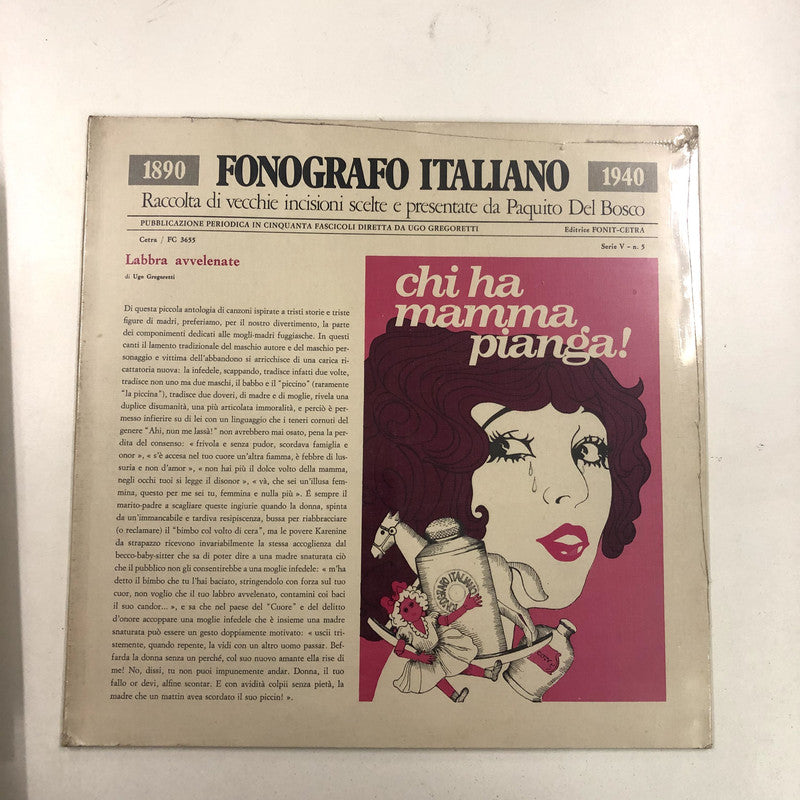 1890 FONOGRAFO ITALIANO 1940
Raccolta di vecchie incisioni scelte e presentate da Paquito Del Bosco
PUBBLICAZIONE PERIODICA IN CINQUANTA FASCICOLI DIRETTA DA UGO GREGORETTI Editrice FONIT-CETRA
Cetra / FC 3655 Serie V - n. 5
Labbra avvelenate
di Ugo Gregoretti
Di questa piccola antologia di canzoni ispirate a tristi storie e triste
figure di madri, preferiamo, per il nostro divertimento, la parte
dei componimenti dedicati alle mogli-madri fuggiasche. In questi
canti il lamento tradizionale del maschio autore e del maschio per-
sonaggio e vittima dell'abbandono si arricchisce di una carica ri-
cattatoria nuova: la infedele, scappando, tradisce infatti due volte,
tradisce non uno ma due maschi, il babbo e il "piccino" (raramente
"la piccina"), tradisce due doveri, di madre e di moglie, rivela una
duplice disumanità, una più articolata immoralità, e perciò è per-
messo infierire su di lei con un linguaggio che i teneri cornuti del
genere "Ahi, nun me lassà!" non avrebbero mai osato, pena la per-
dita del consenso: « frivola e senza pudor, scordava famiglia e
onor », « s'è accesa nel tuo cuore un'altra fiamma, è febbre di lus-
suria e non d'amor », « non hai più il dolce volto della mamma,
negli occhi tuoi si legge il disonor », « và, che sei un'illusa fem-
mina, questo per me sei tu, femmina e nulla più ». È sempre il
marito-padre a scagliare queste ingiurie quando la donna, spinta
da un'immancabile e tardiva resipiscenza, bussa per riabbracciare
(o reclamare) il "bimbo col volto di cera", ma le povere Karenine
da strapazzo ricevono invariabilmente la stessa accoglienza dal
becco-baby-sitter che sa di poter dire a una madre snaturata ciò
che il pubblico non gli consentirebbe a una moglie infedele: « m'ha
detto il bimbo che tu l'hai baciato, stringendolo con forza sul tuo
cuor, non voglio che il tuo labbro avvelenato, contamini coi baci
il suo candor... », e sa che nel paese del "Cuore" e del delitto
d'onore accoppare una moglie infedele che è insieme una madre
snaturata può essere un gesto doppiamente motivato: « uscii tri-
stemente, quando repente, la vidi con un altro uomo passar. Bef-
farda la donna senza un perché, col suo nuovo amante ella rise di
me! No, dissi, tu non puoi impunemente andar. Donna, il tuo
fallo or devi, alfine scontar. E con avidità colpii senza pietà, la
madre che un mattin avea scordato il suo piccin! ».
chi ha
mamma
pianga!
FONOGRAFO ITALIANO